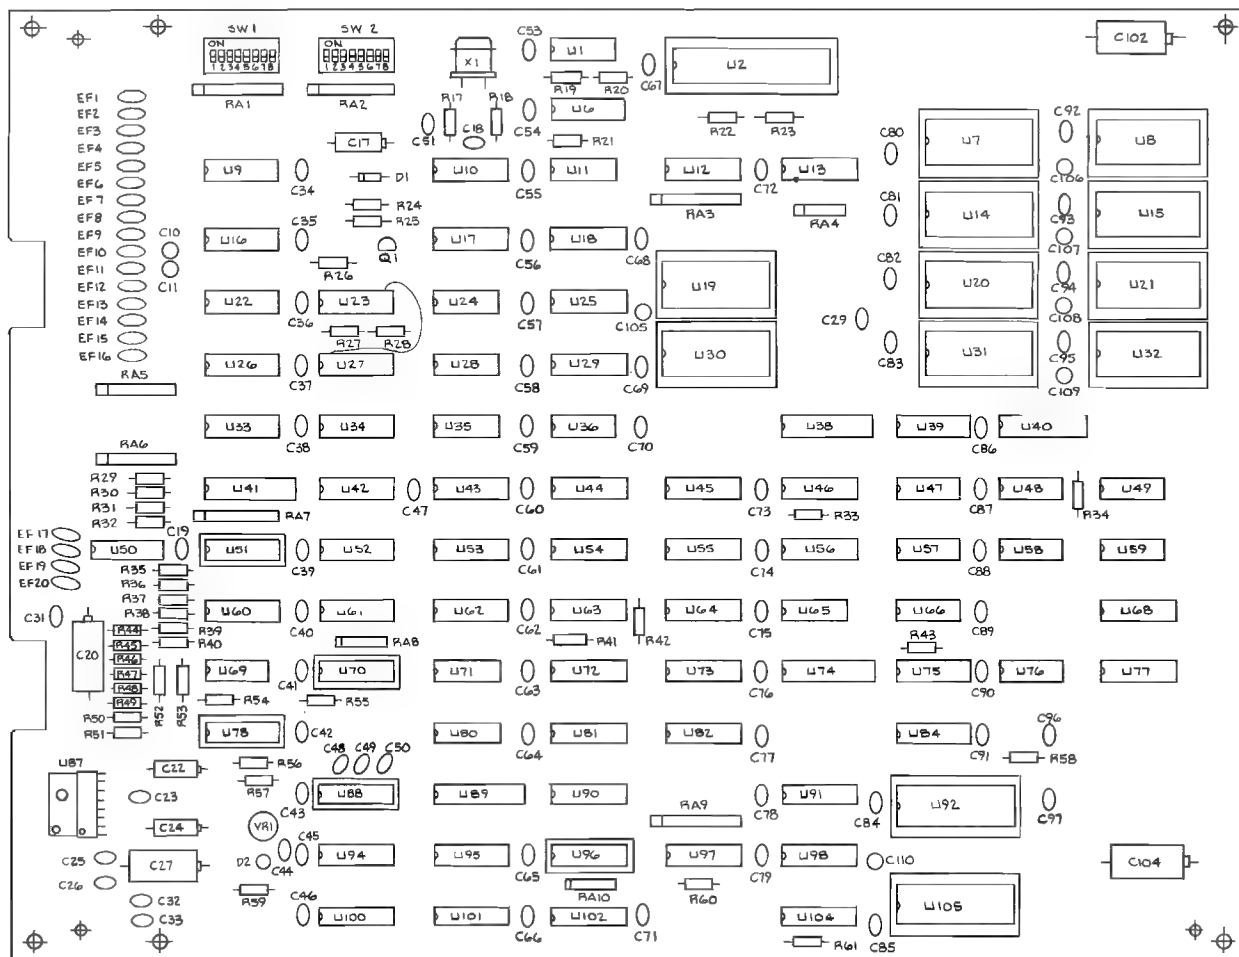 SW1 SW2 C53 U1 C102
ON ON X1 U2
12345678 12345678 R19 R20 C67
RA1 RA2 R17 R18
EF1 U6 C92
EF2 C51 C18 C54 R22 R23 C80 U7 U8
EF3 C17 R21
EF4
EF5 U9 C34 D1 U10 C55 U11 U12 C72 U13 C106
EF6
EF7 R24 RA3 RA4 C81 U14 C93 U15
EF8 C35 R25
EF9 C10 U16 U17 C56 U18 C68 C107
EF10 Q1 C82
EF11 C11 R26 U19 U20 C94 U21
EF12
EF13 U22 C36 U23 U24 C57 U25 C105 C108
EF14 C29
EF15 R27 R28 C83 U31 C95 U32
EF16 U26 C37 U27 U28 C58 U29 C69 U30
RA5 C109
U33 C38 U34 U35 C59 U36 C70 U38 U39 C86 U40
RA6
R29
R30 U41 U42 C47 U43 C60 U44 U45 C73 U46 U47 C87 U48 U49
R31
R32 RA7 R33 R34
EF17 C19
EF18 U50 U51 C39 U52 U53 C61 U54 U55 C74 U56 U57 C88 U58 U59
EF19 R35
EF20 R36
R37
C31 R38 U60 C40 U61 U62 C62 U63 R42 U64 C75 U65 U66 C89 U68
R44 R39
R45 R40 RA8 R41 R43
C20 R46
R47 U69 C41 U70 U71 C63 U72 U73 C76 U74 U75 C90 U76 U77
R48
R49 R52 R53 R54 R55
R50
R51 U78 C42 U80 C64 U81 U82 C77 U84 C91 C96
C48 C49 C50
U87 C22 R56 R58
R57
C23 C43 U88 U89 U90 C78 U91 C84 U92 C97
C24 VR1 RA9
C45
C25 C27 D2 C44 U94 U95 C65 U96 U97 C79 U98 C110 C104
C26
C32 R59 C46 RA10 R60 U105
C33 U100 U101 C66 U102 C71 U104 C85
R61